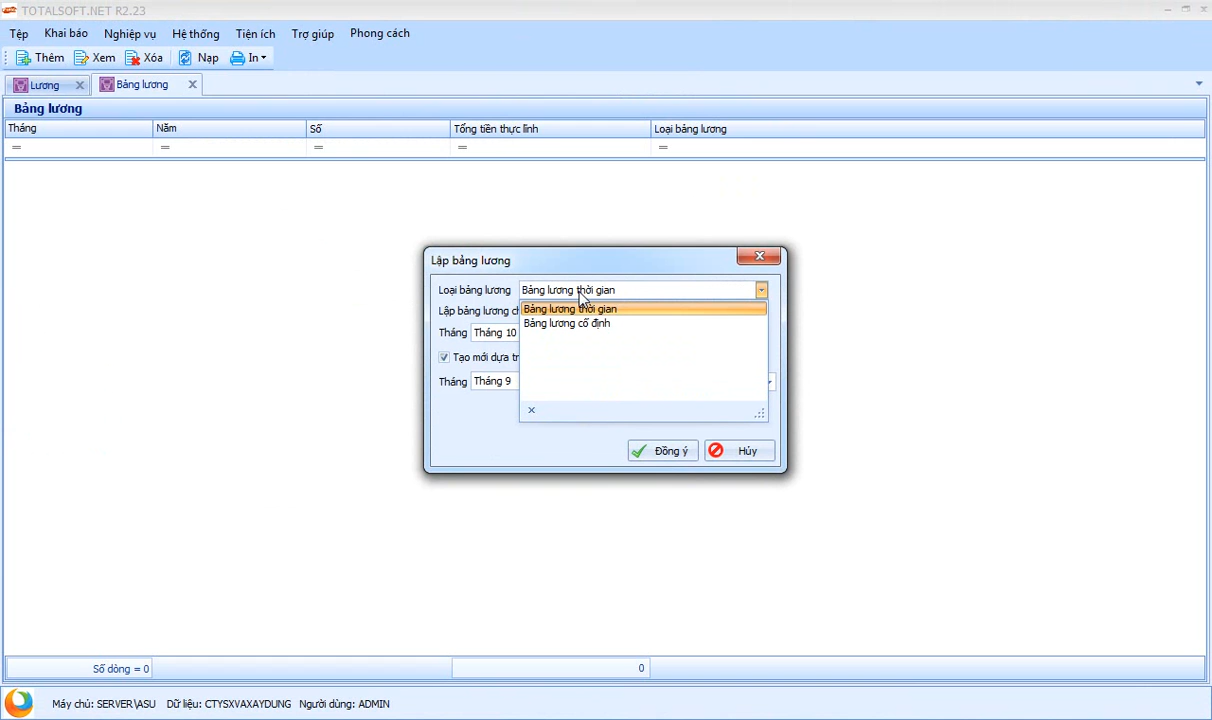 TOTALSOFT.NET R2.23
Tệp Khai báo Nghiệp vụ Hệ thống Tiện ích Trợ giúp Phong cách
Thêm Xem Xóa Nạp In
Lương Bảng lương
Bảng lương
Tháng Năm Số Tổng tiền thực lĩnh Loại bảng lương
= = = = =
Lập bảng lương
Loại bảng lương Bảng lương thời gian
Bảng lương thời gian
Lập bảng lương
Bảng lương cố định
Tháng Tháng 10
Tạo mới dựa
Tháng Tháng 9
Đồng ý Hủy
Số dòng = 0 0
Máy chủ: SERVER\ASU Dữ liệu: CTYSXVAXAYDUNG Người dùng: ADMIN